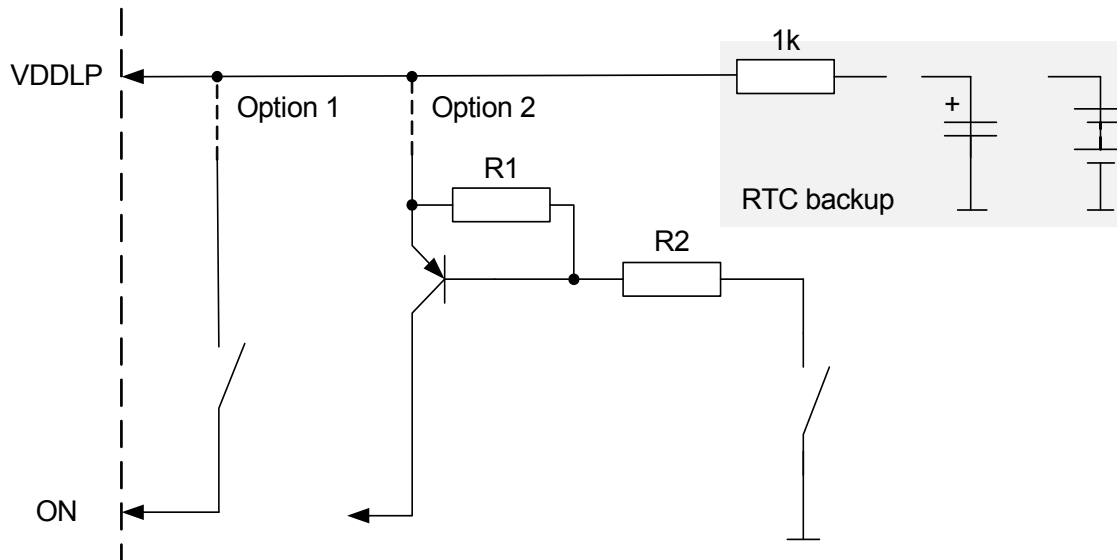 1k
VDDLP
Option 1
Option 2
+
R1
RTC backup
R2
ON